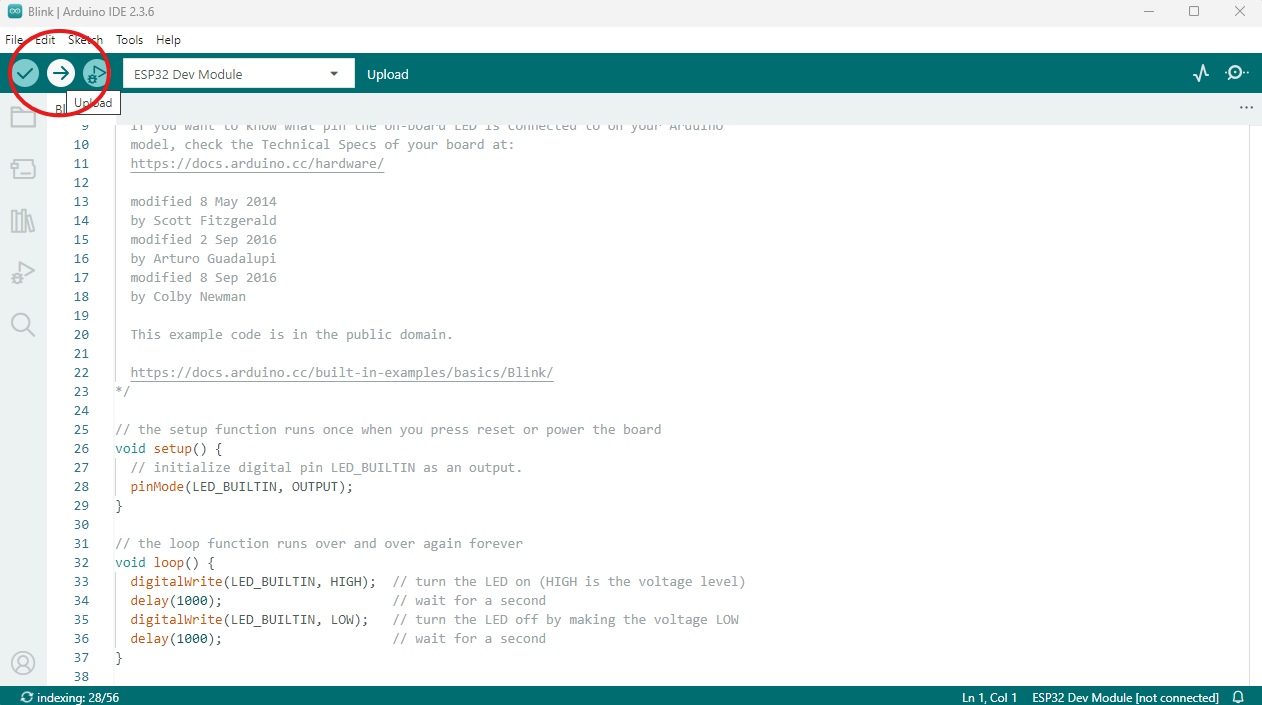 Blink | Arduino IDE 2.3.6
File Edit Sketch Tools Help
ESP32 Dev Module
Upload
Bl
Upload
9 If you want to know what pin the on-board LED is connected to on your Arduino
10 model, check the Technical Specs of your board at:
11 https://docs.arduino.cc/hardware/
12
13 modified 8 May 2014
14 by Scott Fitzgerald
15 modified 2 Sep 2016
16 by Arturo Guadalupi
17 modified 8 Sep 2016
18 by Colby Newman
19
20 This example code is in the public domain.
21
22 https://docs.arduino.cc/built-in-examples/basics/Blink/
23 */
24
25 // the setup function runs once when you press reset or power the board
26 void setup() {
27 // initialize digital pin LED_BUILTIN as an output.
28 pinMode(LED_BUILTIN, OUTPUT);
29 }
30
31 // the loop function runs over and over again forever
32 void loop() {
33 digitalWrite(LED_BUILTIN, HIGH); // turn the LED on (HIGH is the voltage level)
34 delay(1000); // wait for a second
35 digitalWrite(LED_BUILTIN, LOW); // turn the LED off by making the voltage LOW
36 delay(1000); // wait for a second
37 }
38
indexing: 28/56
Ln 1, Col 1 ESP32 Dev Module [not connected]